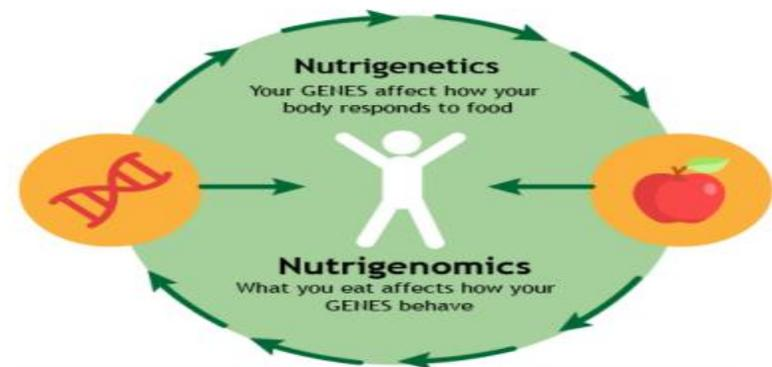 Nutrigenetics
Your GENES affect how your
body responds to food
Nutrigenomics
What you eat affects how your
GENES behave